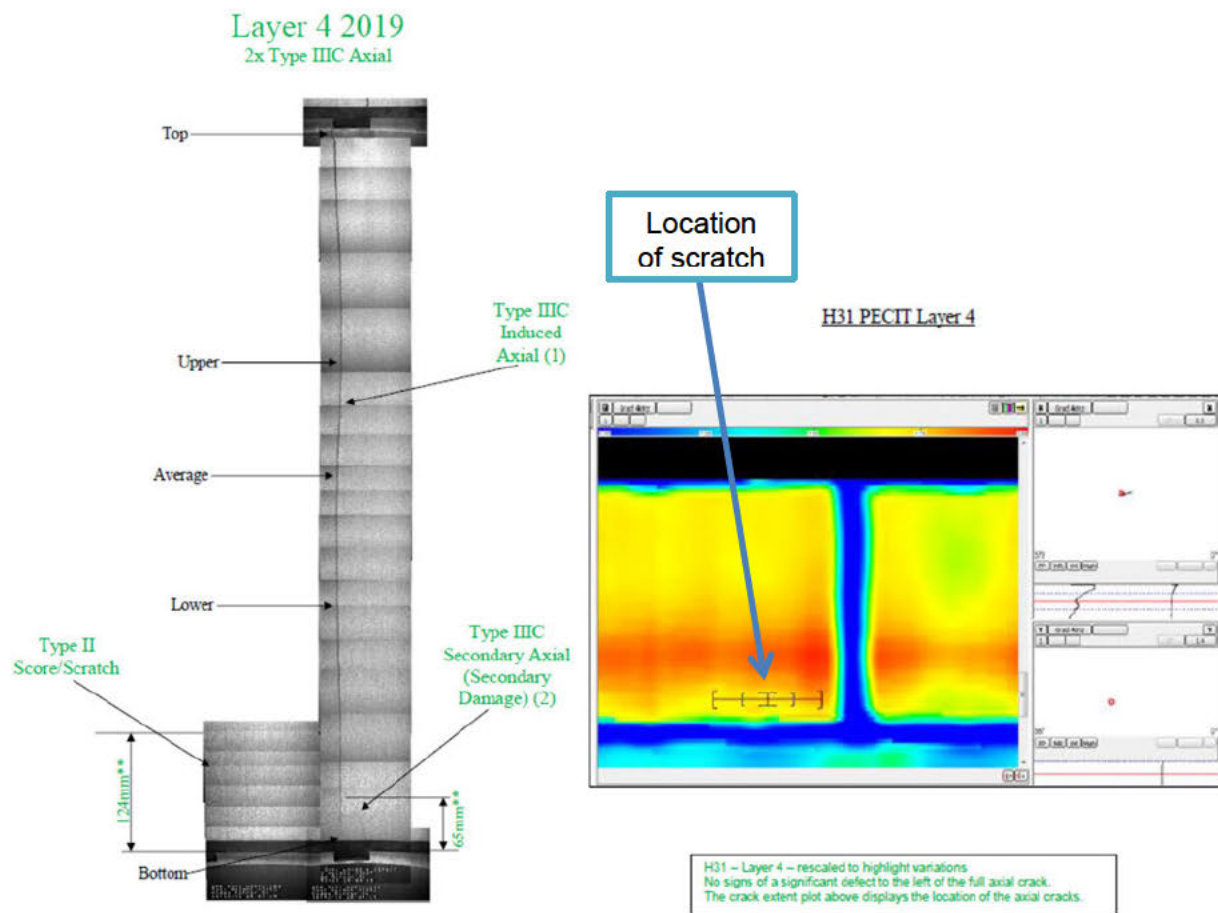 Layer 4 2019
2x Type IIIC Axial
Top
Upper
Average
Lower
Bottom
Type IIIC
Induced
Axial (1)
Type II
Score/Scratch
Type IIIC
Secondary Axial
(Secondary
Damage) (2)
124mm**
65mm**
Location
of scratch
H31 PECIT Layer 4
H31 – Layer 4 – rescaled to highlight variations
No signs of a significant defect to the left of the full axial crack.
The crack extent plot above displays the location of the axial cracks.